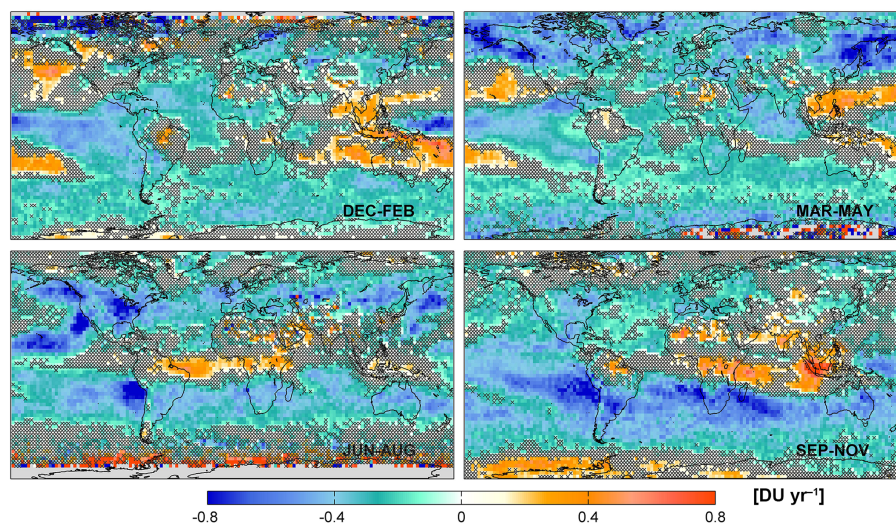 DEC-FEB
MAR-MAY
JUN-AUG
SEP-NOV
-0.8 -0.4 0 0.4 0.8 [DU yr⁻¹]